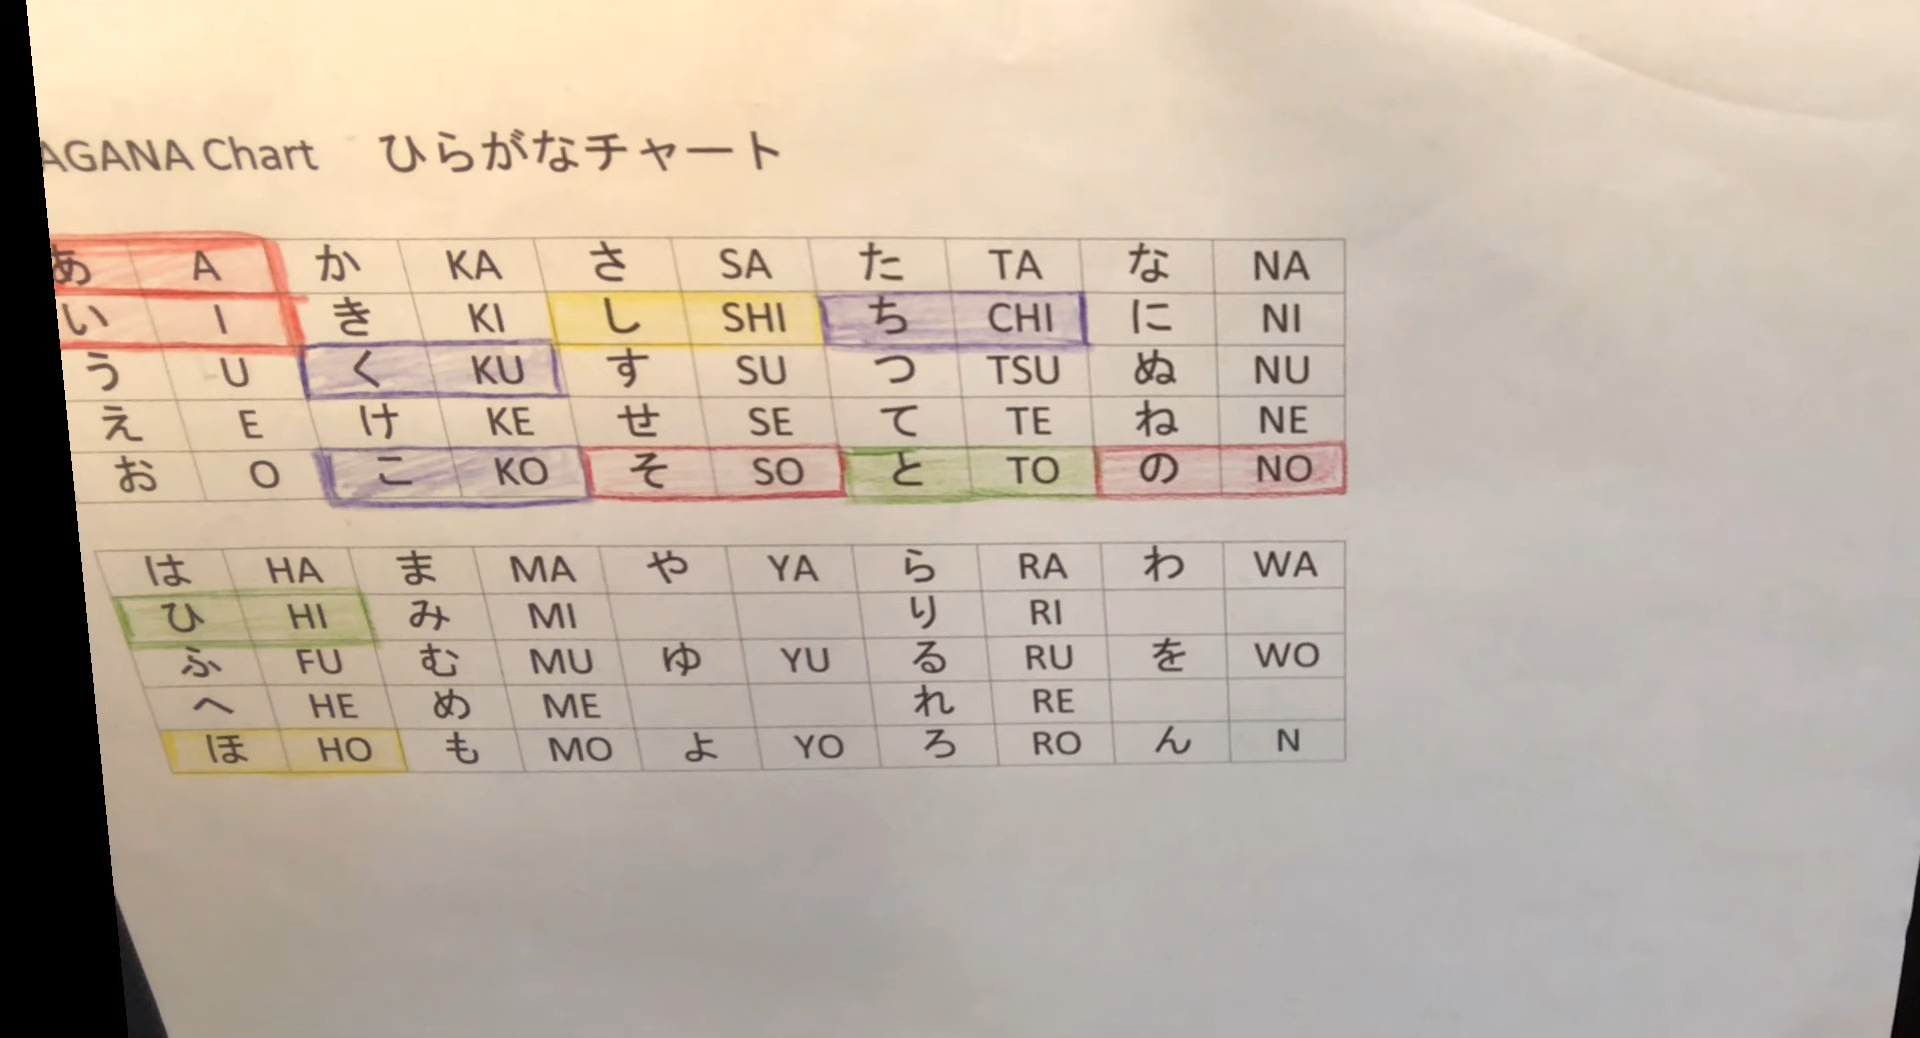 AGANA Chart ひらがなチャート
あ A か KA さ SA た TA な NA
い I き KI し SHI ち CHI に NI
う U く KU す SU つ TSU ぬ NU
え E け KE せ SE て TE ね NE
お O こ KO そ SO と TO の NO
は HA ま MA や YA ら RA わ WA
ひ HI み MI り RI
ふ FU む MU ゆ YU る RU を WO
へ HE め ME れ RE
ほ HO も MO よ YO ろ RO ん N